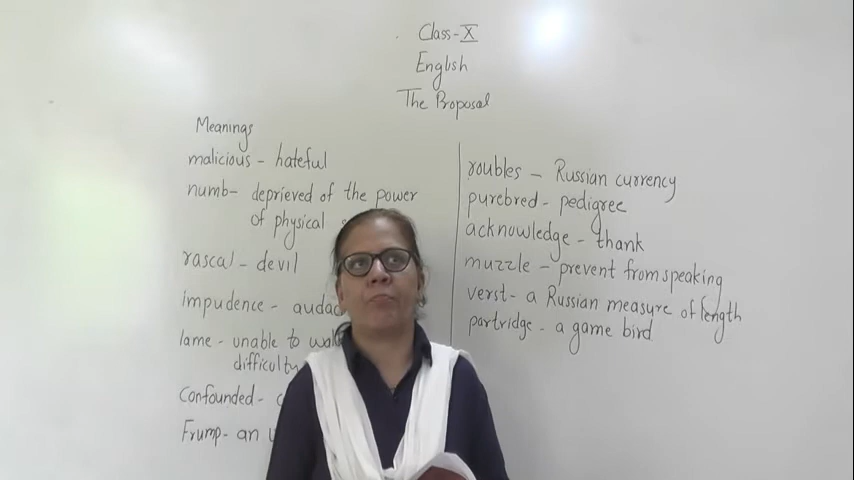 Class-X
English
The Proposal
Meanings
malicious - hateful
numb- deprieved of the power
of physical
rascal - devil
impudence - audac
lame - unable to wal
difficulty
Confounded - c
Frump- an u
roubles - Russian currency
purebred - pedigree
acknowledge - thank
muzzle - prevent from speaking
verst- a Russian measure of length
partridge - a game bird